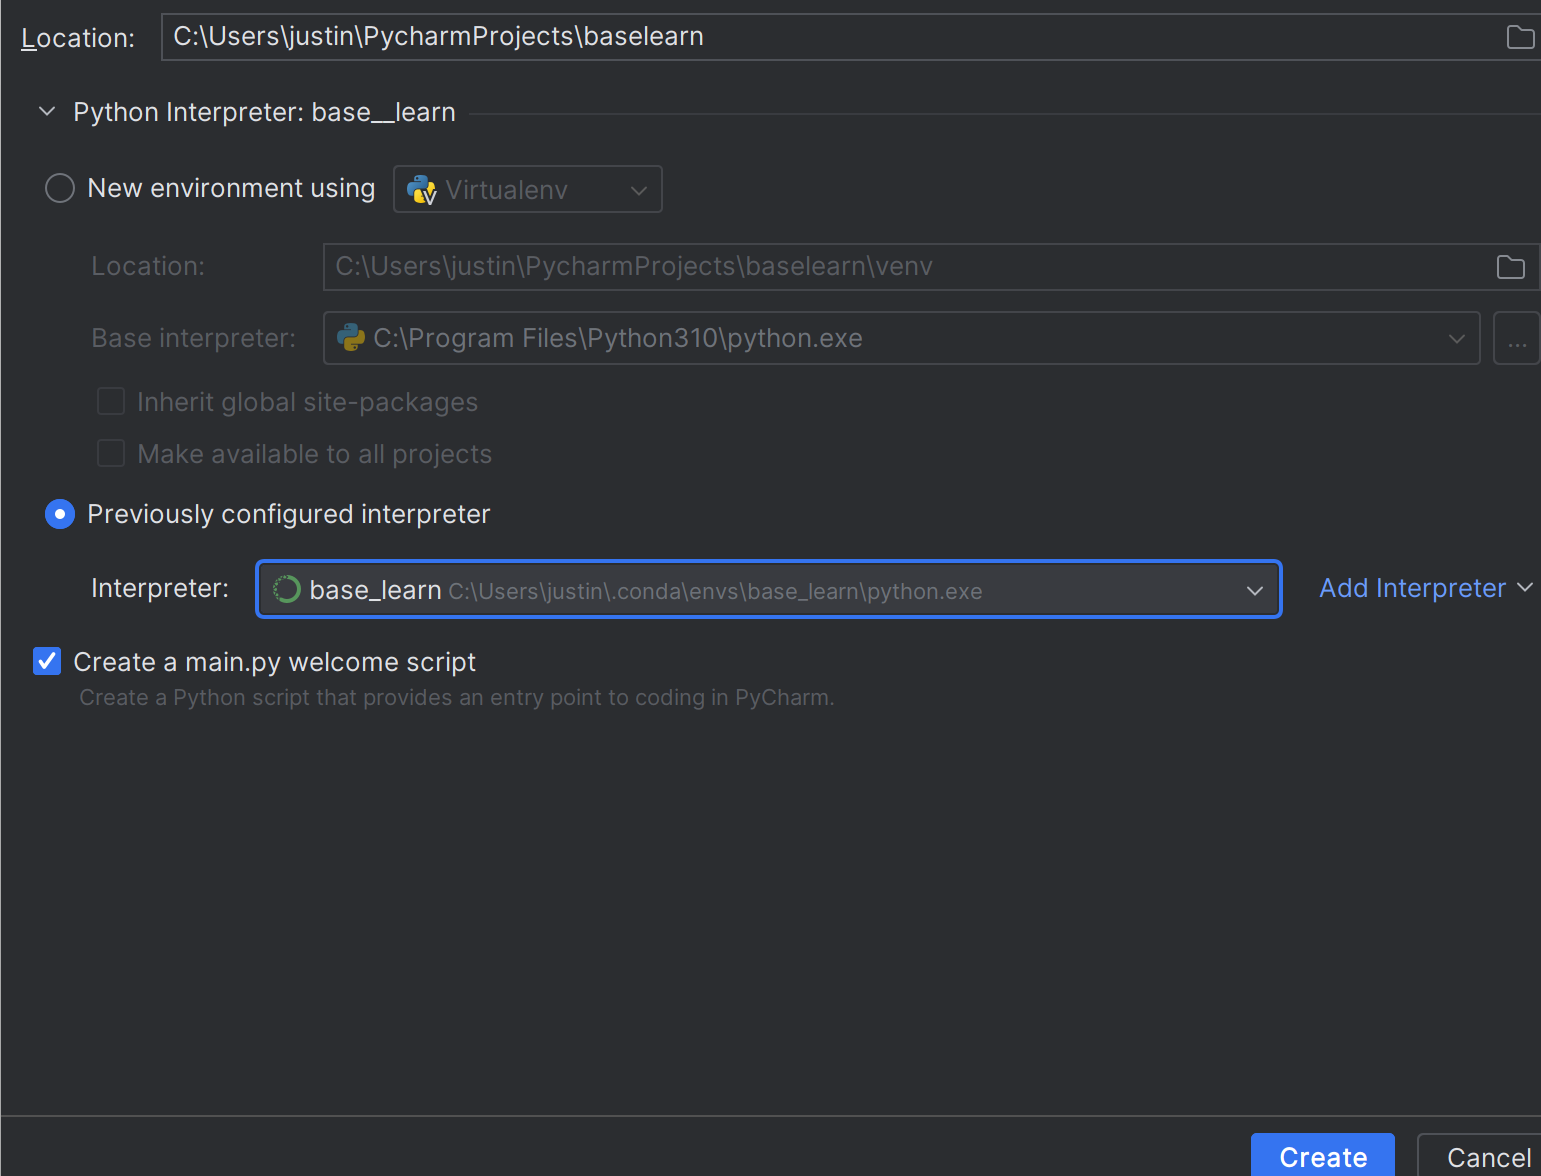 Location: C:\Users\justin\PycharmProjects\baselearn
Python Interpreter: base__learn
New environment using Virtualenv
Location: C:\Users\justin\PycharmProjects\baselearn\venv
Base interpreter: C:\Program Files\Python310\python.exe ...
Inherit global site-packages
Make available to all projects
Previously configured interpreter
Interpreter: base_learn C:\Users\justin\.conda\envs\base_learn\python.exe Add Interpreter
Create a main.py welcome script
Create a Python script that provides an entry point to coding in PyCharm.
Create Cancel